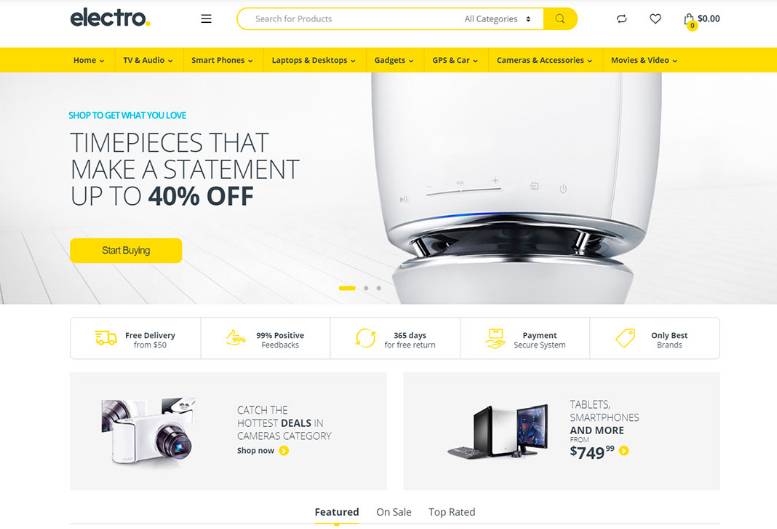 electro.
Search for Products
All Categories
0
$0.00
Home
TV & Audio
Smart Phones
Laptops & Desktops
Gadgets
GPS & Car
Cameras & Accessories
Movies & Video
SHOP TO GET WHAT YOU LOVE
TIMEPIECES THAT
MAKE A STATEMENT
UP TO 40% OFF
Start Buying
Free Delivery
from $50
99%
99% Positive
Feedbacks
365 days
for free return
Payment
Secure System
Only Best
Brands
CATCH THE
HOTTEST DEALS IN
CAMERAS CATEGORY
Shop now
TABLETS,
SMARTPHONES
AND MORE
FROM
$749 99
Featured
On Sale
Top Rated